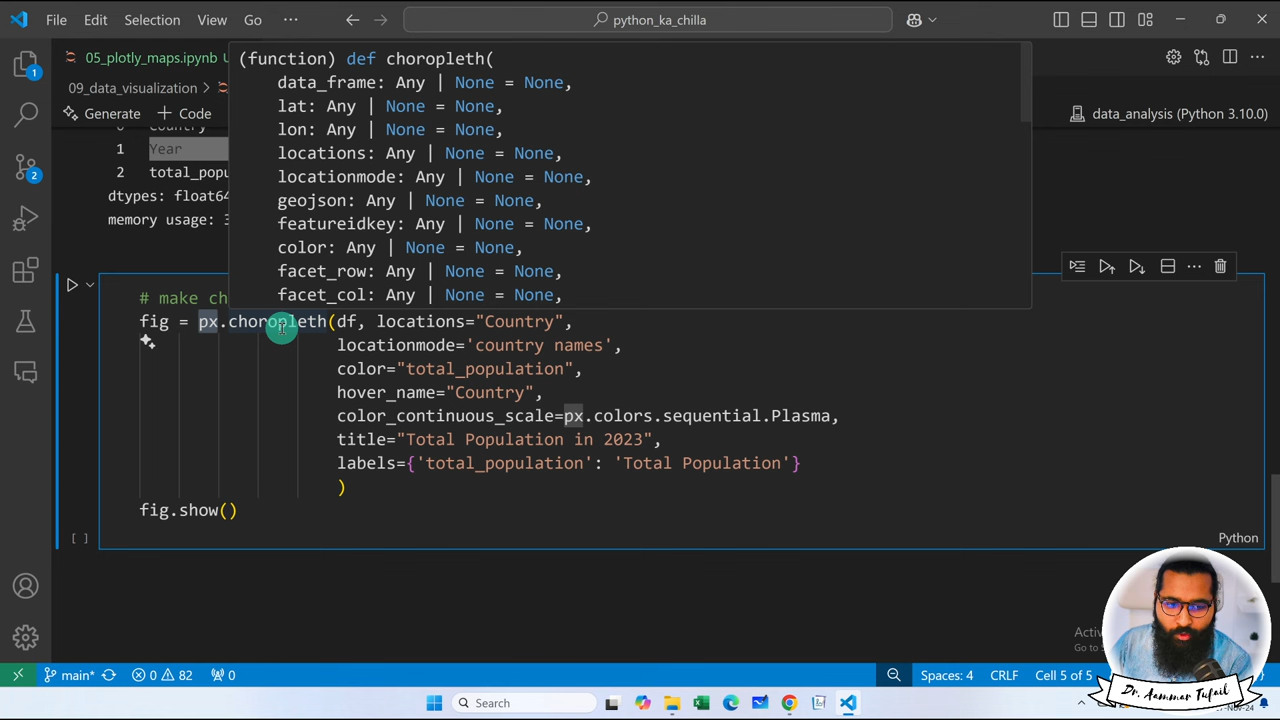 File Edit Selection View Go ··· python_ka_chilla
05_plotly_maps.ipynb U
09_data_visualization >
Generate + Code data_analysis (Python 3.10.0)
1 Year
2 total_popu
dtypes: float64
memory usage: 3
(function) def choropleth(
data_frame: Any | None = None,
lat: Any | None = None,
lon: Any | None = None,
locations: Any | None = None,
locationmode: Any | None = None,
geojson: Any | None = None,
featureidkey: Any | None = None,
color: Any | None = None,
facet_row: Any | None = None,
facet_col: Any | None = None,
# make ch
fig = px.choropleth(df, locations="Country",
locationmode='country names',
color="total_population",
hover_name="Country",
color_continuous_scale=px.colors.sequential.Plasma,
title="Total Population in 2023",
labels={'total_population': 'Total Population'}
)
fig.show()
[ ] Python
main* 0 82 0 Spaces: 4 CRLF Cell 5 of 5
Search
Dr. Aammar Tufail